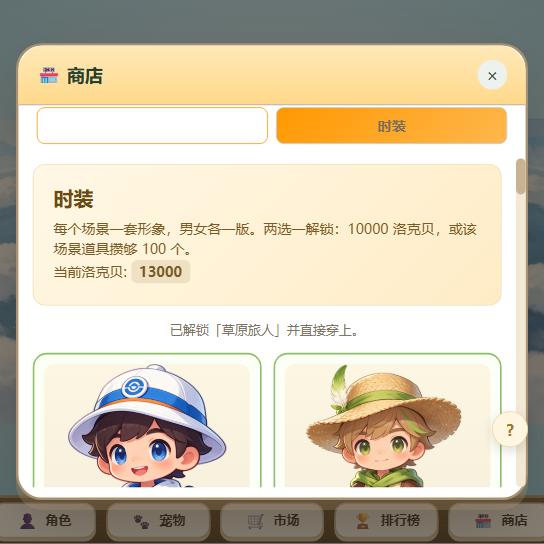 商店
×
时装
时装
每个场景一套形象，男女各一版。两选一解锁：10000 洛克贝，或该
场景道具攒够 100 个。
当前洛克贝: 13000
已解锁「草原旅人」并直接穿上。
?
角色
宠物
市场
排行榜
商店